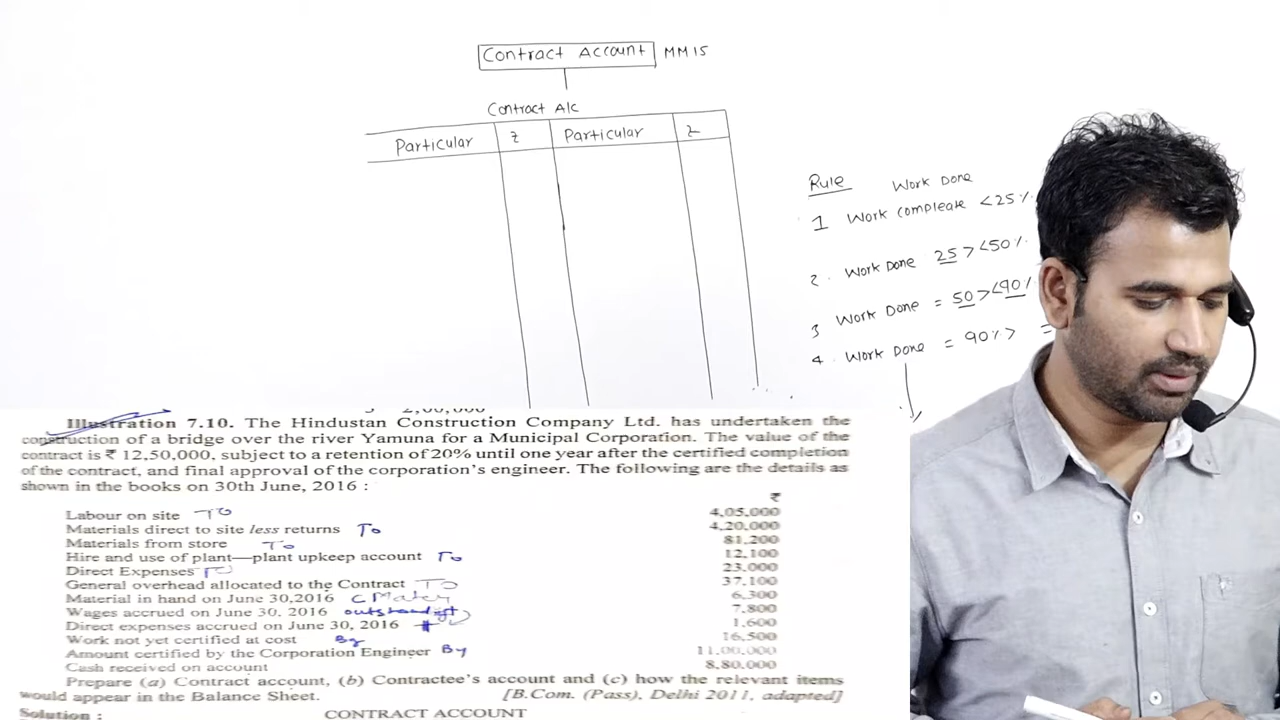 Contract Account MM15
Contract A/c
Particular ₹ Particular ₹
Rule Work Done
1 Work compleate <25%
2. Work Done 25 > <50%
3 Work Done = 50 > <90%
4. Work Done = 90% > =
2,00,000
Illustration 7.10. The Hindustan Construction Company Ltd. has undertaken the
construction of a bridge over the river Yamuna for a Municipal Corporation. The value of the
contract is ₹ 12,50,000, subject to a retention of 20% until one year after the certified completion
of the contract, and final approval of the corporation's engineer. The following are the details as
shown in the books on 30th June, 2016 :
₹
Labour on site To 4,05,000
Materials direct to site less returns To 4,20,000
Materials from store To 81,200
Hire and use of plant—plant upkeep account To 12,100
Direct Expenses To 23,000
General overhead allocated to the Contract To 37,100
Material in hand on June 30,2016 C 6,300
Wages accrued on June 30, 2016 7,800
Direct expenses accrued on June 30, 2016 1,600
Work not yet certified at cost By 16,500
Amount certified by the Corporation Engineer By 11,00,000
Cash received on account 8,80,000
Prepare (a) Contract account, (b) Contractee's account and (c) how the relevant items
would appear in the Balance Sheet. [B.Com. (Pass), Delhi 2011, adapted]
Solution : CONTRACT ACCOUNT